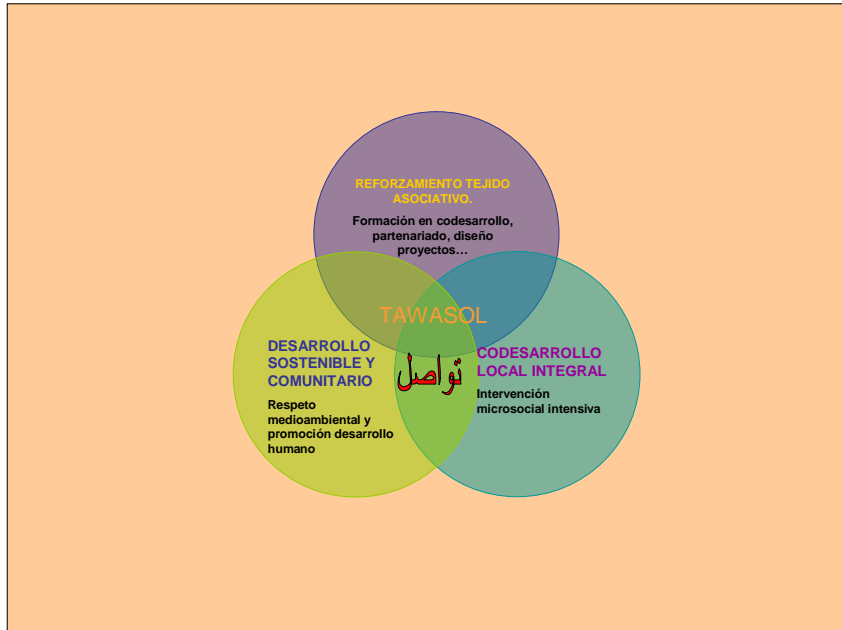 REFORZAMIENTO TEJIDO
ASOCIATIVO.
Formación en codesarrollo,
partenariado, diseño
proyectos…
TAWASOL
تواصل
DESARROLLO
SOSTENIBLE Y
COMUNITARIO
Respeto
medioambiental y
promoción desarrollo
humano
CODESARROLLO
LOCAL INTEGRAL
Intervención
microsocial intensiva